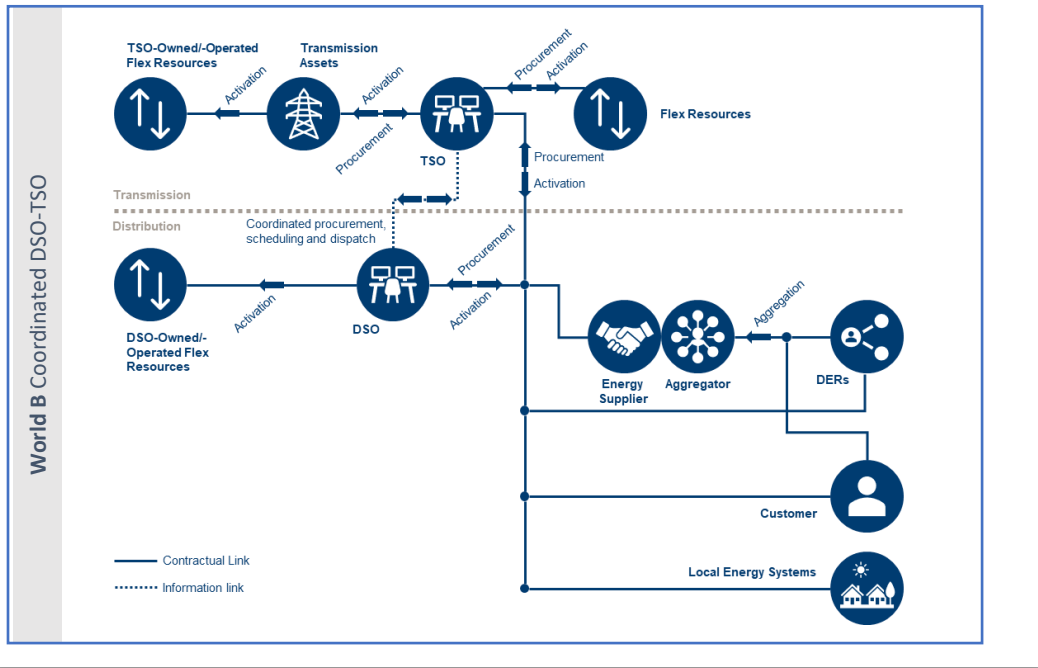 World B Coordinated DSO-TSO
TSO-Owned/-Operated
Flex Resources
Activation
Transmission
Assets
Activation
Procurement
TSO
Procurement
Activation
Flex Resources
Procurement
Activation
Transmission
Distribution
Coordinated procurement,
scheduling and dispatch
Activation
DSO-Owned/-
Operated Flex
Resources
DSO
Procurement
Activation
Energy
Supplier
Aggregator
Aggregation
DERs
Customer
Local Energy Systems
Contractual Link
Information link